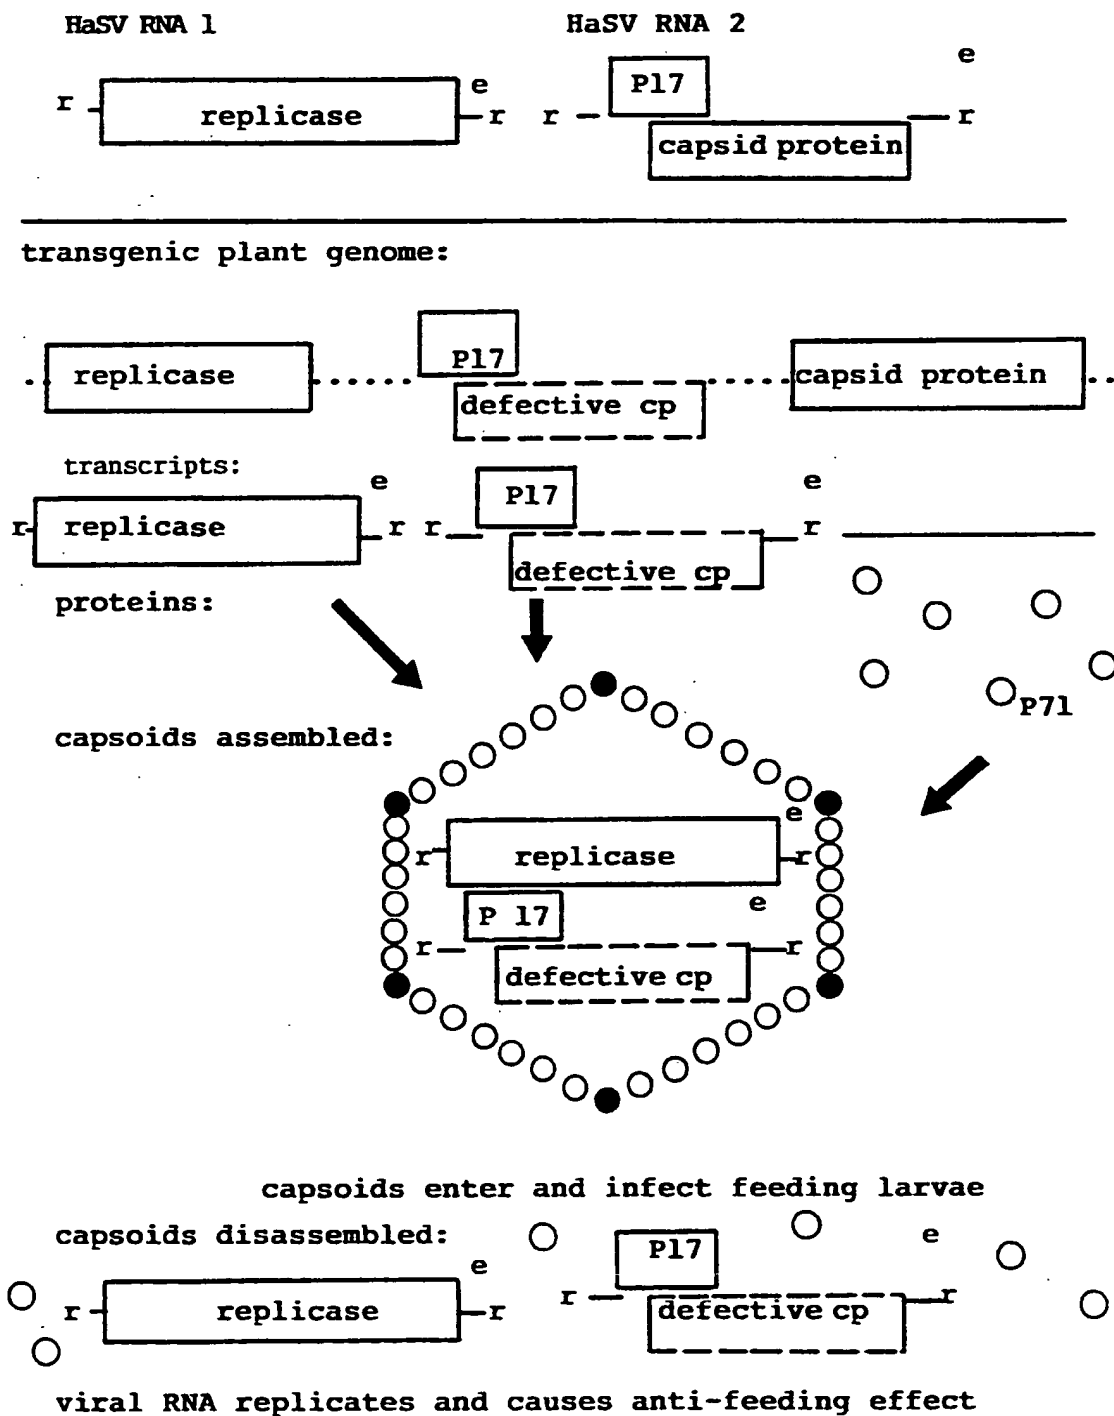 HaSV RNA 1 HaSV RNA 2
r replicase e r r P17 capsid protein e r
transgenic plant genome:
replicase P17 defective cp capsid protein
transcripts:
r replicase e r r P17 defective cp e r
proteins:
P71
capsoids assembled:
r replicase e r
r P 17 defective cp e r
capsoids enter and infect feeding larvae
capsoids disassembled:
r replicase e r r P17 defective cp e r
viral RNA replicates and causes anti-feeding effect